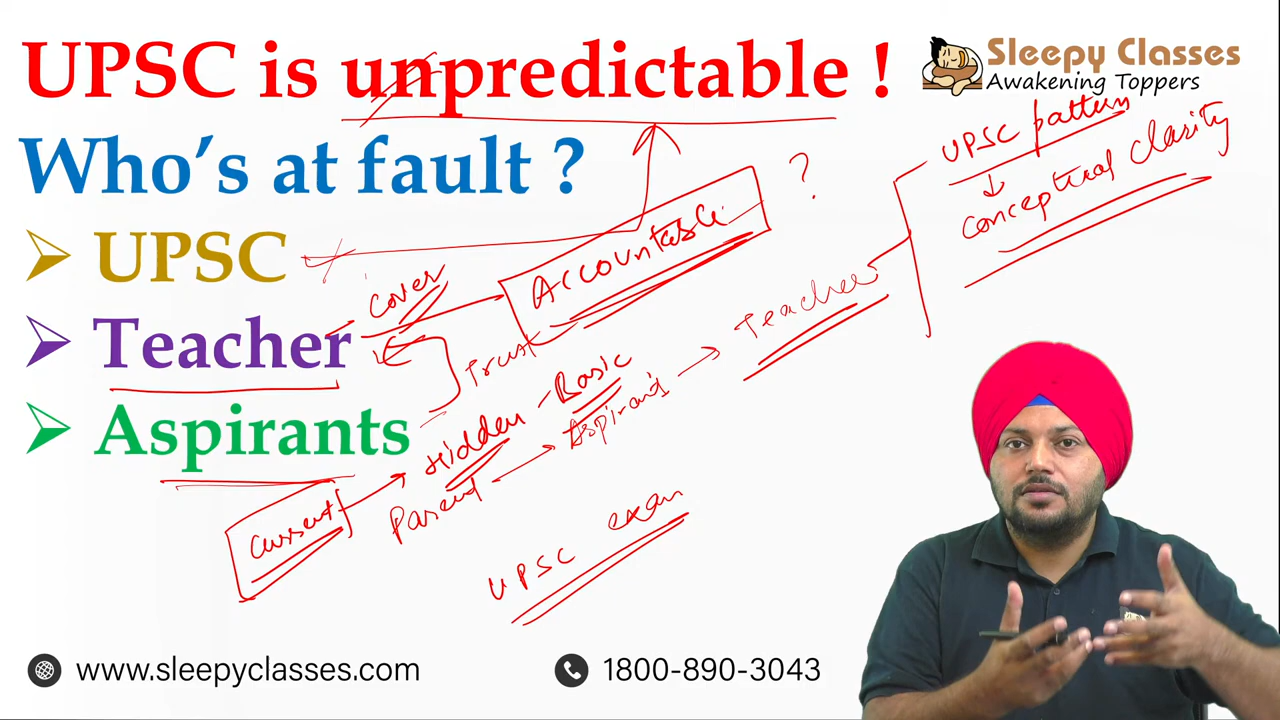 UPSC is unpredictable !
Sleepy Classes
Awakening Toppers
Who's at fault ?
UPSC pattern
conceptual clarity
?
UPSC
Cover
Accountable
Teacher
Teacher
Trust
Aspirants
Hidden - Basic
Aspirant
Parent
Current
UPSC exam
www.sleepyclasses.com
1800-890-3043